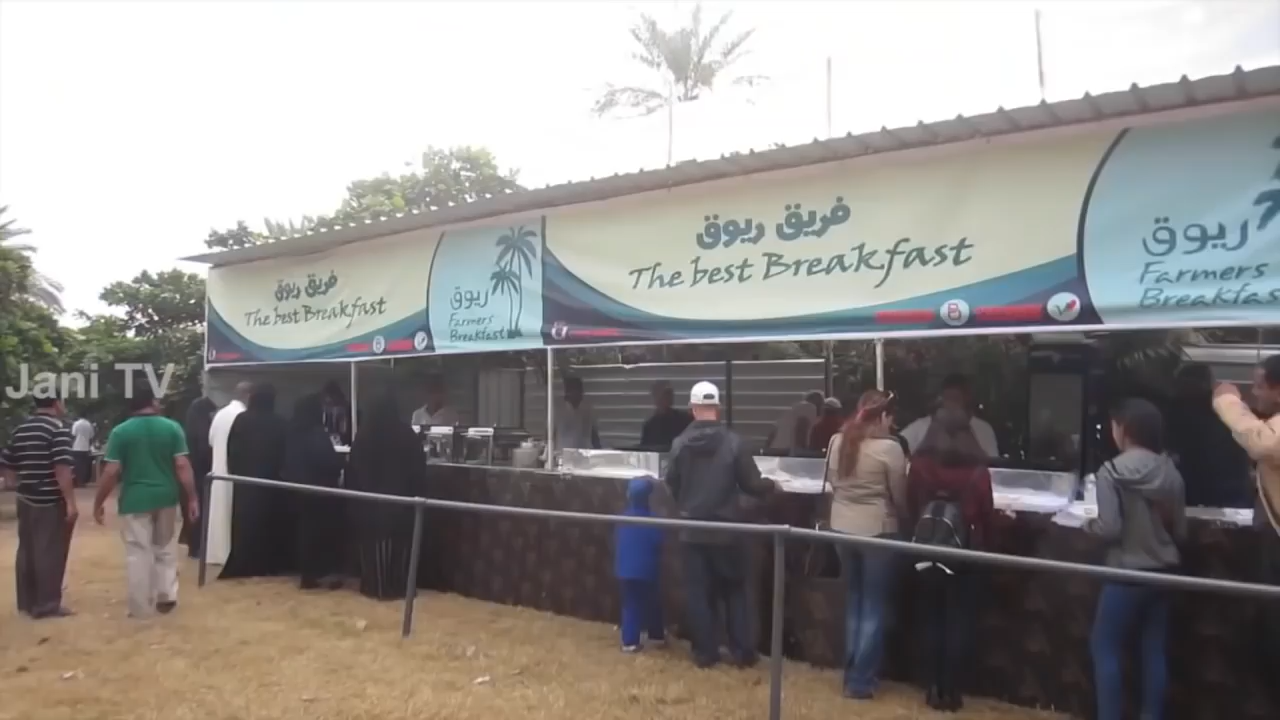 فريق ريوق
The best Breakfast
ريوق
Farmers
Breakfast
فريق ريوق
The best Breakfast
ريوق
Farmers
Breakfas
Jani TV